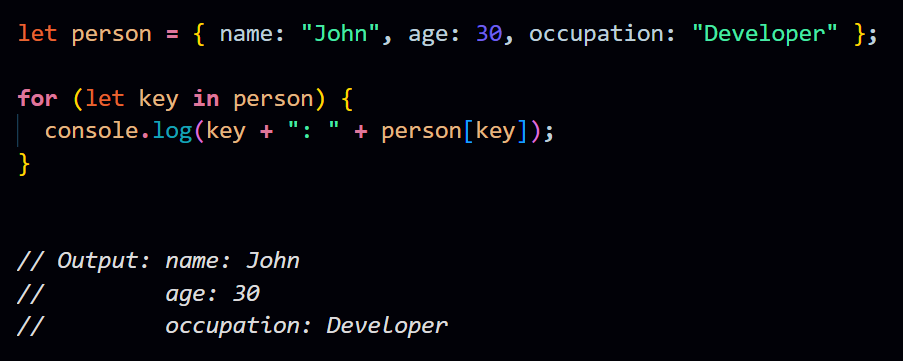 let person = { name: "John", age: 30, occupation: "Developer" };
for (let key in person) {
  console.log(key + ": " + person[key]);
}
// Output: name: John
//         age: 30
//         occupation: Developer